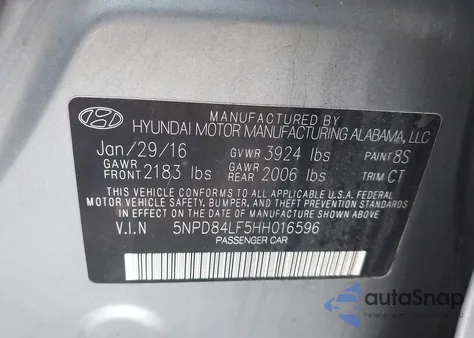 MANUFACTURED BY
HYUNDAI MOTOR MANUFACTURING ALABAMA, LLC
Jan/29/16 GVWR 3924 lbs PAINT 8S
GAWR FRONT 2183 lbs GAWR REAR 2006 lbs TRIM CT
THIS VEHICLE CONFORMS TO ALL APPLICABLE U.S.A. FEDERAL
MOTOR VEHICLE SAFETY, BUMPER, AND THEFT PREVENTION
STANDARDS IN EFFECT ON THE DATE OF MANUFACTURE SHOWN ABOVE.
V.I.N 5NPD84LF5HH016596
PASSENGER CAR
autoSnap